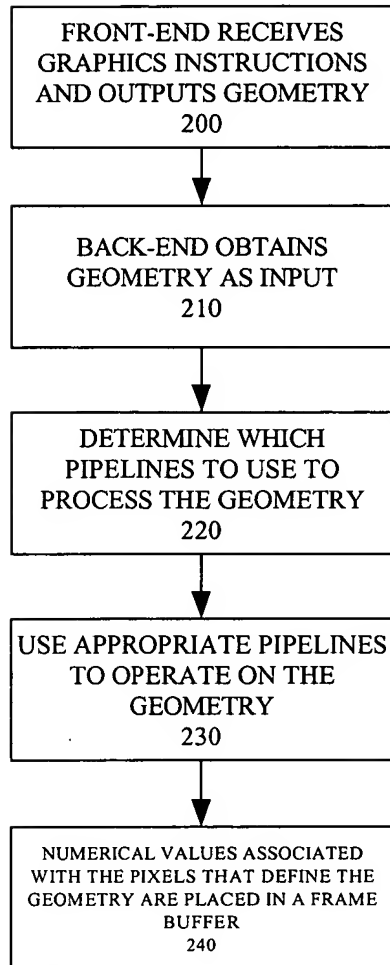 FRONT-END RECEIVES
GRAPHICS INSTRUCTIONS
AND OUTPUTS GEOMETRY
200
BACK-END OBTAINS
GEOMETRY AS INPUT
210
DETERMINE WHICH
PIPELINES TO USE TO
PROCESS THE GEOMETRY
220
USE APPROPRIATE PIPELINES
TO OPERATE ON THE
GEOMETRY
230
NUMERICAL VALUES ASSOCIATED
WITH THE PIXELS THAT DEFINE THE
GEOMETRY ARE PLACED IN A FRAME
BUFFER
240